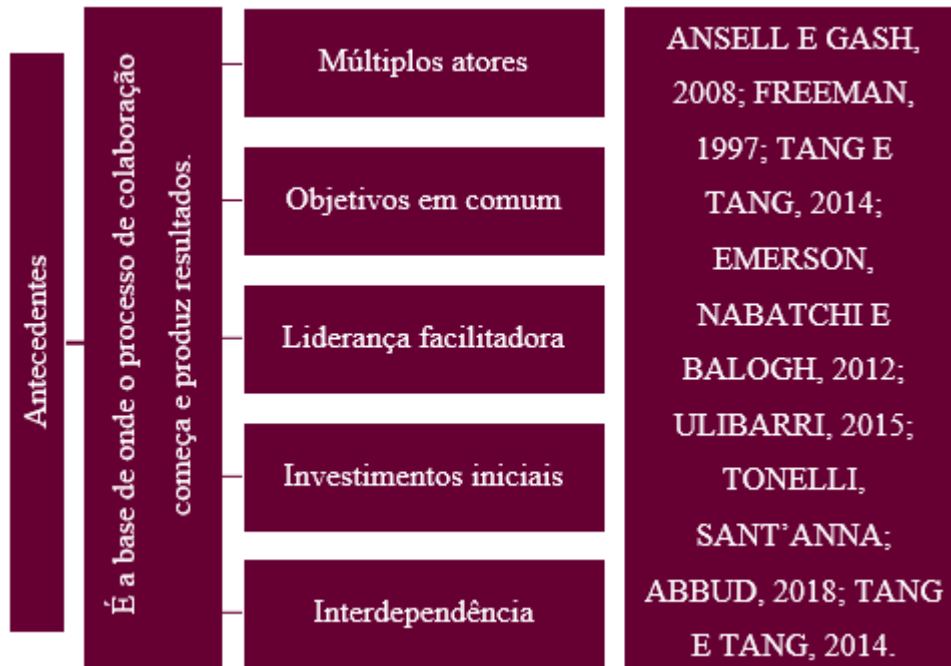 Antecedentes
É a base de onde o processo de colaboração
começa e produz resultados.
Múltiplos atores
Objetivos em comum
Liderança facilitadora
Investimentos iniciais
Interdependência
ANSELL E GASH,
2008; FREEMAN,
1997; TANG E
TANG, 2014;
EMERSON,
NABATCHI E
BALOGH, 2012;
ULIBARRI, 2015;
TONELLI,
SANT’ANNA;
ABBUD, 2018; TANG
E TANG, 2014.